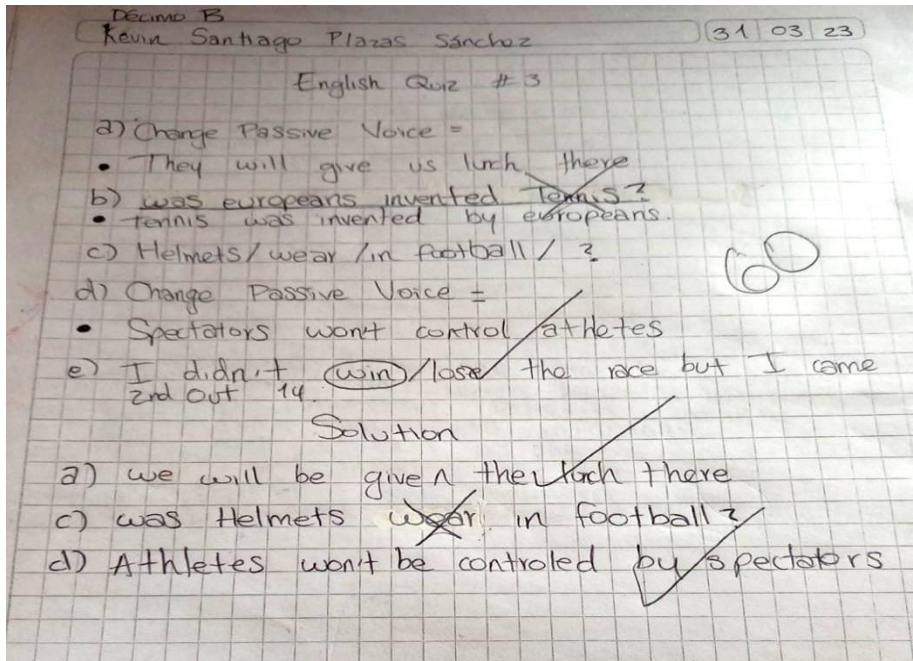 Décimo B
Kevin Santiago Plazas Sánchez 31 03 23
English Quiz #3
a) Change Passive Voice =
• They will give us lunch there
b) was europeans invented Tennis?
• Tennis was invented by europeans.
c) Helmets/wear/in football/?
60
d) Change Passive Voice =
• Spectators won't control athletes
e) I didn't win/lose the race but I came
2nd out 14.
Solution
a) we will be given the lunch there
c) was Helmets wear in football?
d) Athletes won't be controled by spectators